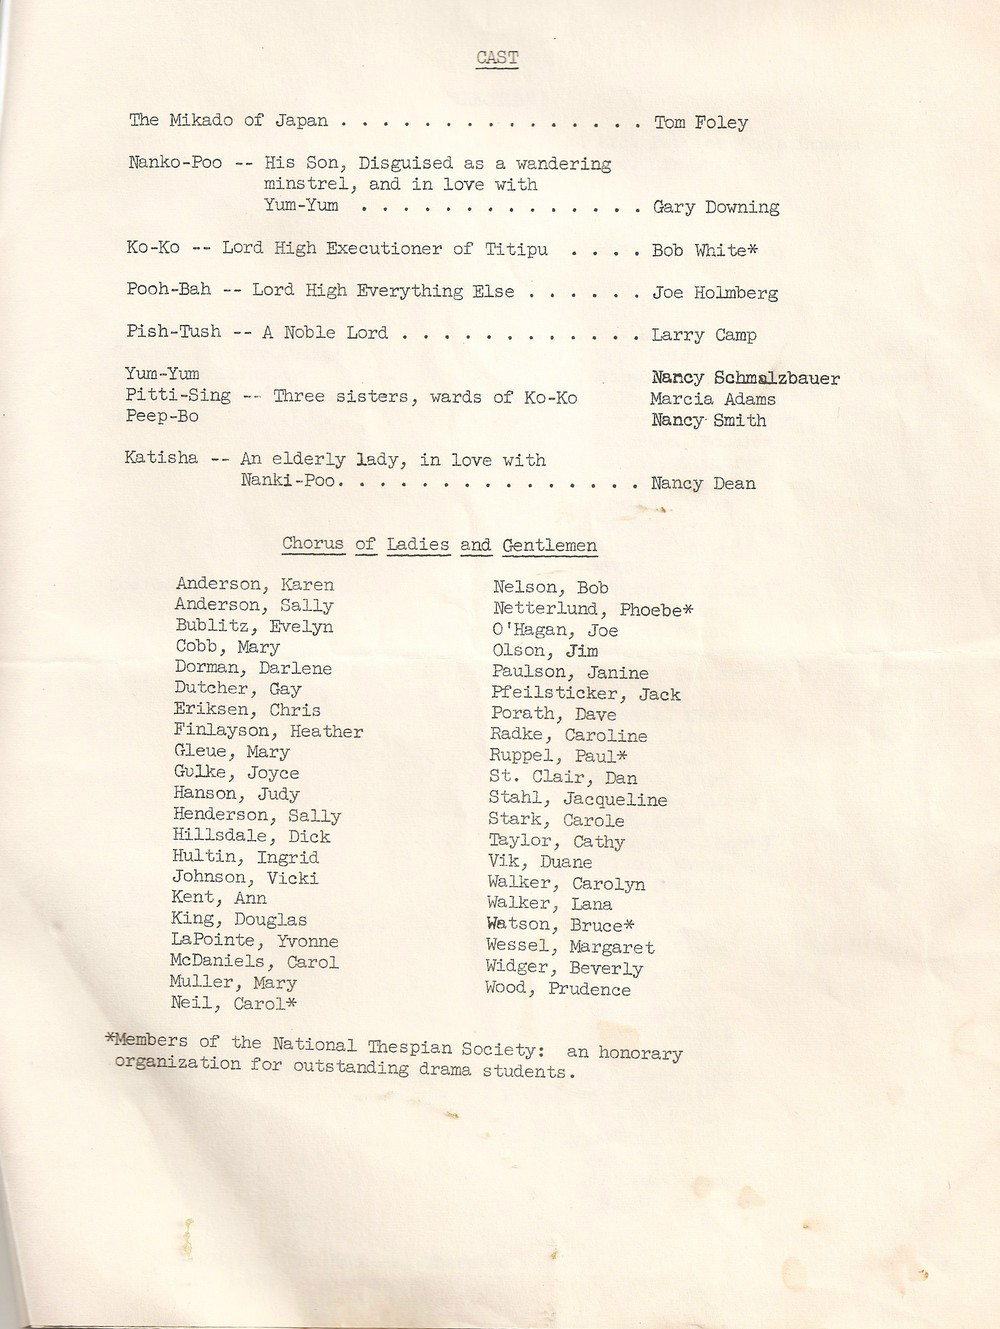 CAST
The Mikado of Japan . . . . . . . . . . . . . . . Tom Foley
Nanko-Poo -- His Son, Disguised as a wandering
minstrel, and in love with
Yum-Yum . . . . . . . . . . . . . . Gary Downing
Ko-Ko -- Lord High Executioner of Titipu . . . . Bob White*
Pooh-Bah -- Lord High Everything Else . . . . . . Joe Holmberg
Pish-Tush -- A Noble Lord . . . . . . . . . . . . Larry Camp
Yum-Yum Nancy Schmalzbauer
Pitti-Sing -- Three sisters, wards of Ko-Ko Marcia Adams
Peep-Bo Nancy Smith
Katisha -- An elderly lady, in love with
Nanki-Poo. . . . . . . . . . . . . . . Nancy Dean
Chorus of Ladies and Gentlemen
Anderson, Karen
Anderson, Sally
Bublitz, Evelyn
Cobb, Mary
Dorman, Darlene
Dutcher, Gay
Eriksen, Chris
Finlayson, Heather
Gleue, Mary
Gulke, Joyce
Hanson, Judy
Henderson, Sally
Hillsdale, Dick
Hultin, Ingrid
Johnson, Vicki
Kent, Ann
King, Douglas
LaPointe, Yvonne
McDaniels, Carol
Muller, Mary
Neil, Carol*
Nelson, Bob
Netterlund, Phoebe*
O'Hagan, Joe
Olson, Jim
Paulson, Janine
Pfeilsticker, Jack
Porath, Dave
Radke, Caroline
Ruppel, Paul*
St. Clair, Dan
Stahl, Jacqueline
Stark, Carole
Taylor, Cathy
Vik, Duane
Walker, Carolyn
Walker, Lana
Watson, Bruce*
Wessel, Margaret
Widger, Beverly
Wood, Prudence
*Members of the National Thespian Society: an honorary
organization for outstanding drama students.